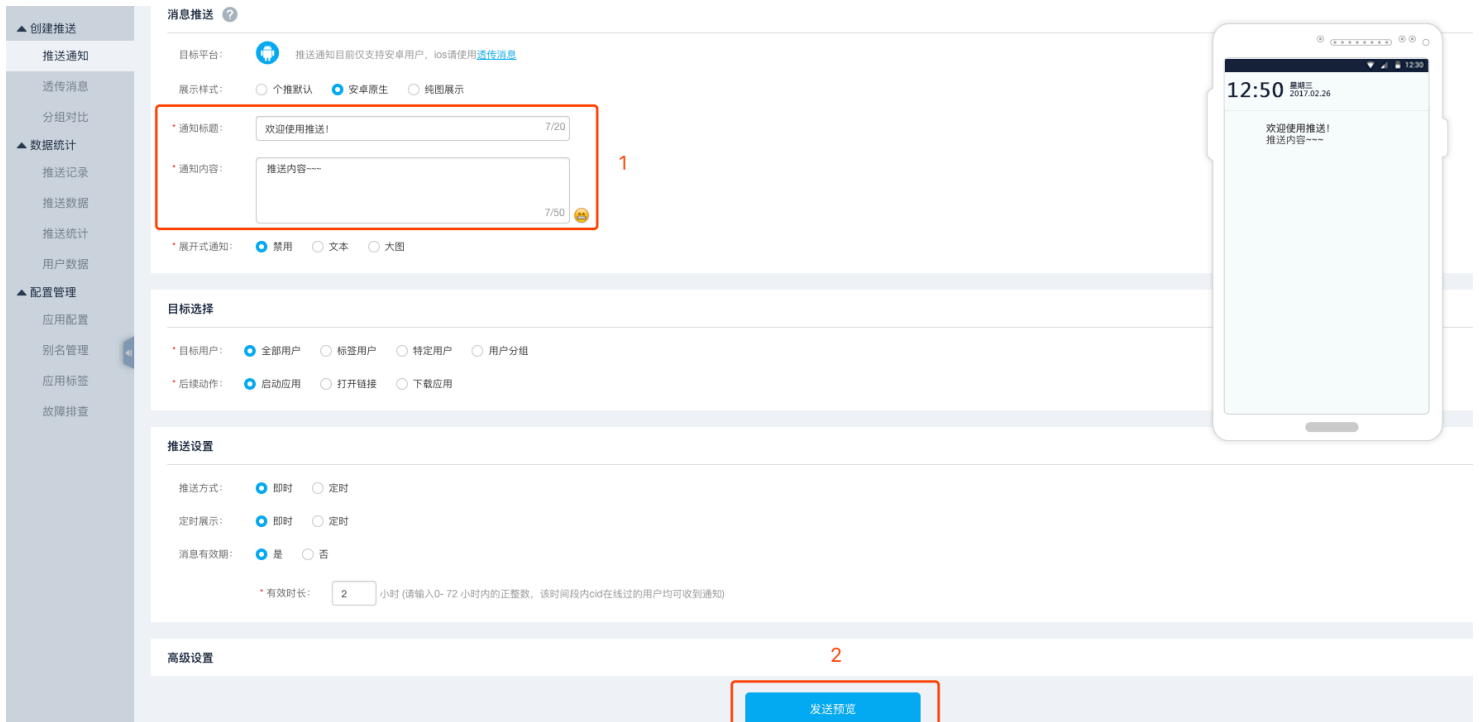 创建推送
推送通知
透传消息
分组对比
数据统计
推送记录
推送数据
推送统计
用户数据
配置管理
应用配置
别名管理
应用标签
故障排查
消息推送 ?
目标平台: 推送通知目前仅支持安卓用户, ios请使用透传消息
展示样式: 个推默认 安卓原生 纯图展示
* 通知标题: 欢迎使用推送! 7/20
* 通知内容: 推送内容~~~
7/50
1
* 展开式通知: 禁用 文本 大图
目标选择
* 目标用户: 全部用户 标签用户 特定用户 用户分组
* 后续动作: 启动应用 打开链接 下载应用
推送设置
推送方式: 即时 定时
定时展示: 即时 定时
消息有效期: 是 否
* 有效时长: 2 小时 (请输入0- 72 小时内的正整数, 该时间段内cid在线过的用户均可收到通知)
高级设置
2
发送预览
12:30
12:50 星期三
2017.02.26
欢迎使用推送!
推送内容~~~